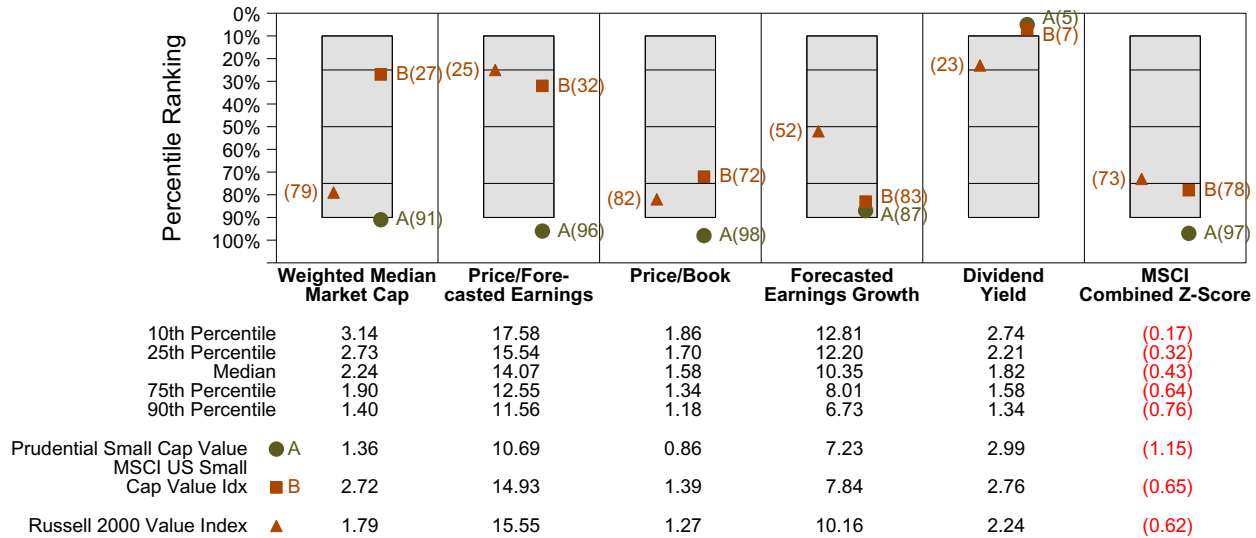 Percentile Ranking
0%
10%
20%
30%
40%
50%
60%
70%
80%
90%
100%
B(27)
(79)
A(91)
(25)
B(32)
A(96)
B(72)
(82)
A(98)
(52)
B(83)
A(87)
A(5)
B(7)
(23)
(73)
B(78)
A(97)
Weighted Median Price/Fore- Price/Book Forecasted Dividend MSCI
Market Cap casted Earnings Earnings Growth Yield Combined Z-Score
10th Percentile 3.14 17.58 1.86 12.81 2.74 (0.17)
25th Percentile 2.73 15.54 1.70 12.20 2.21 (0.32)
Median 2.24 14.07 1.58 10.35 1.82 (0.43)
75th Percentile 1.90 12.55 1.34 8.01 1.58 (0.64)
90th Percentile 1.40 11.56 1.18 6.73 1.34 (0.76)
Prudential Small Cap Value A 1.36 10.69 0.86 7.23 2.99 (1.15)
MSCI US Small
Cap Value Idx B 2.72 14.93 1.39 7.84 2.76 (0.65)
Russell 2000 Value Index 1.79 15.55 1.27 10.16 2.24 (0.62)